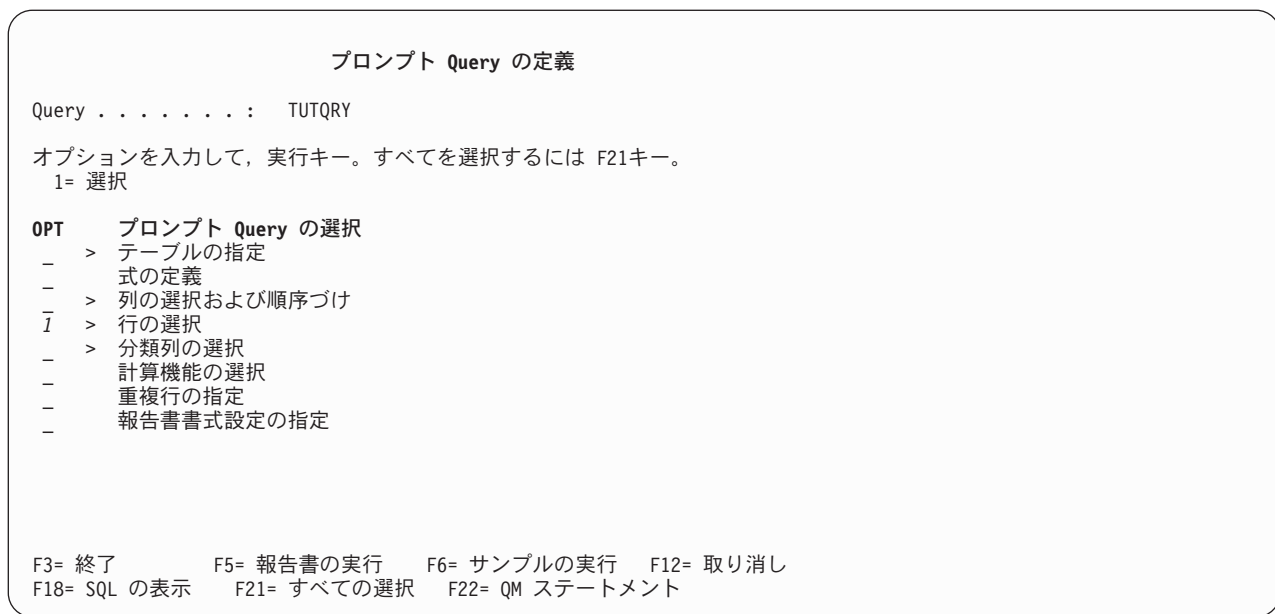 プロンプト Query の定義
Query . . . . . . . : TUTQRY
オプションを入力して，実行キー。すべてを選択するには F21キー。
1= 選択
OPT プロンプト Query の選択
_ > テーブルの指定
_ 式の定義
_ > 列の選択および順序づけ
1 > 行の選択
_ > 分類列の選択
_ 計算機能の選択
_ 重複行の指定
_ 報告書書式設定の指定
F3= 終了 F5= 報告書の実行 F6= サンプルの実行 F12= 取り消し
F18= SQL の表示 F21= すべての選択 F22= QM ステートメント